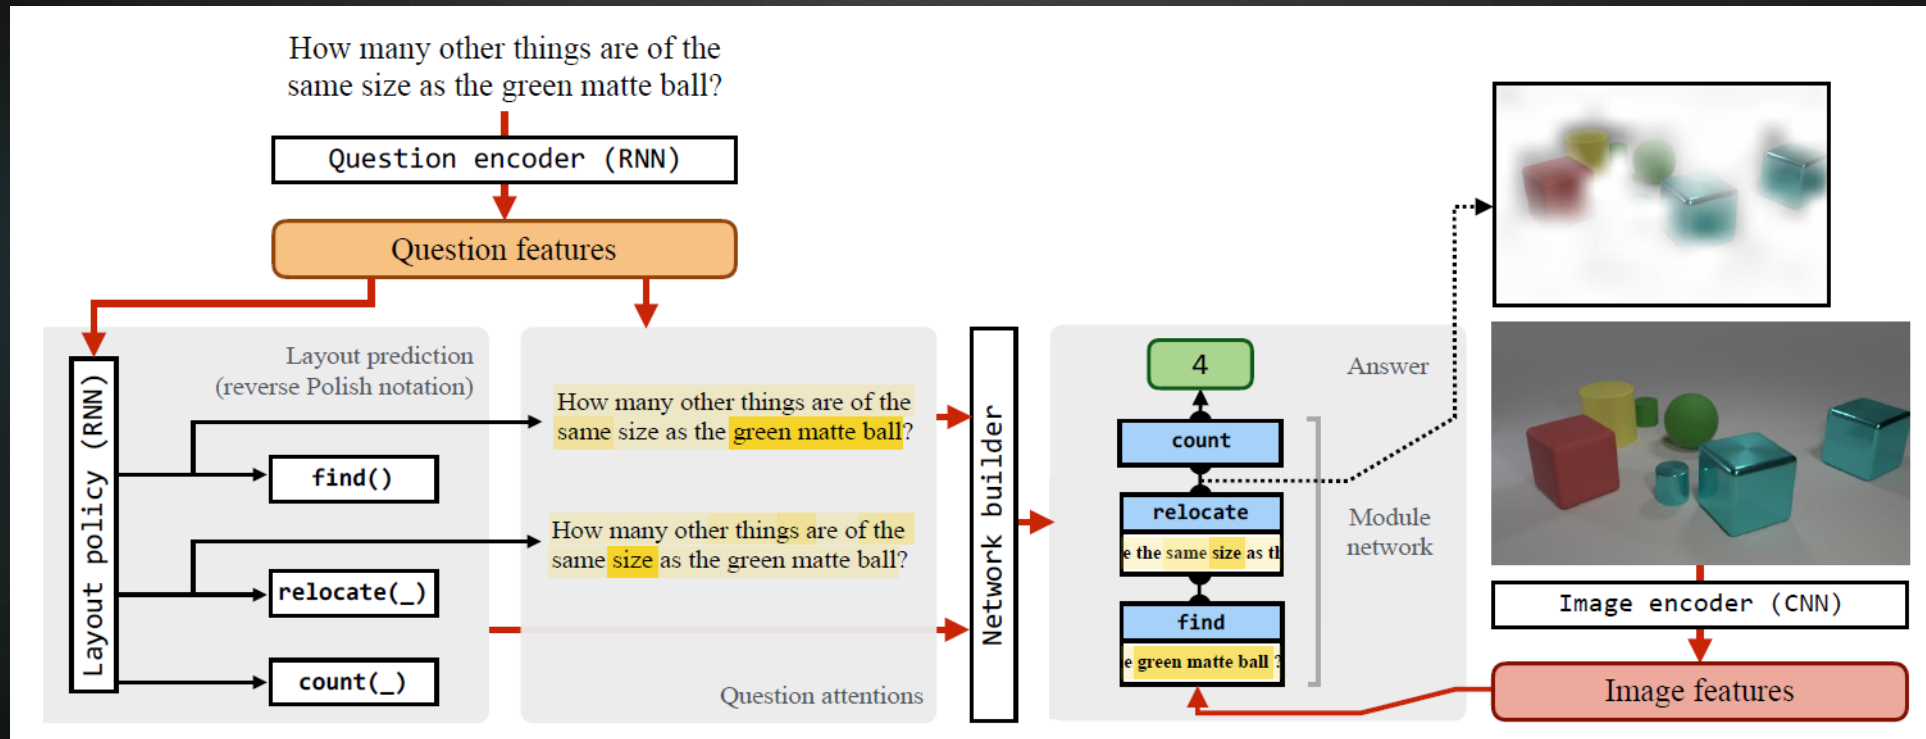 How many other things are of the
same size as the green matte ball?
Question encoder (RNN)
Question features
Layout policy (RNN)
Layout prediction
(reverse Polish notation)
find()
relocate(_)
count(_)
How many other things are of the
same size as the green matte ball?
How many other things are of the
same size as the green matte ball?
Question attentions
Network builder
4
Answer
count
relocate
e the same size as th
find
e green matte ball ?
Module
network
Image encoder (CNN)
Image features